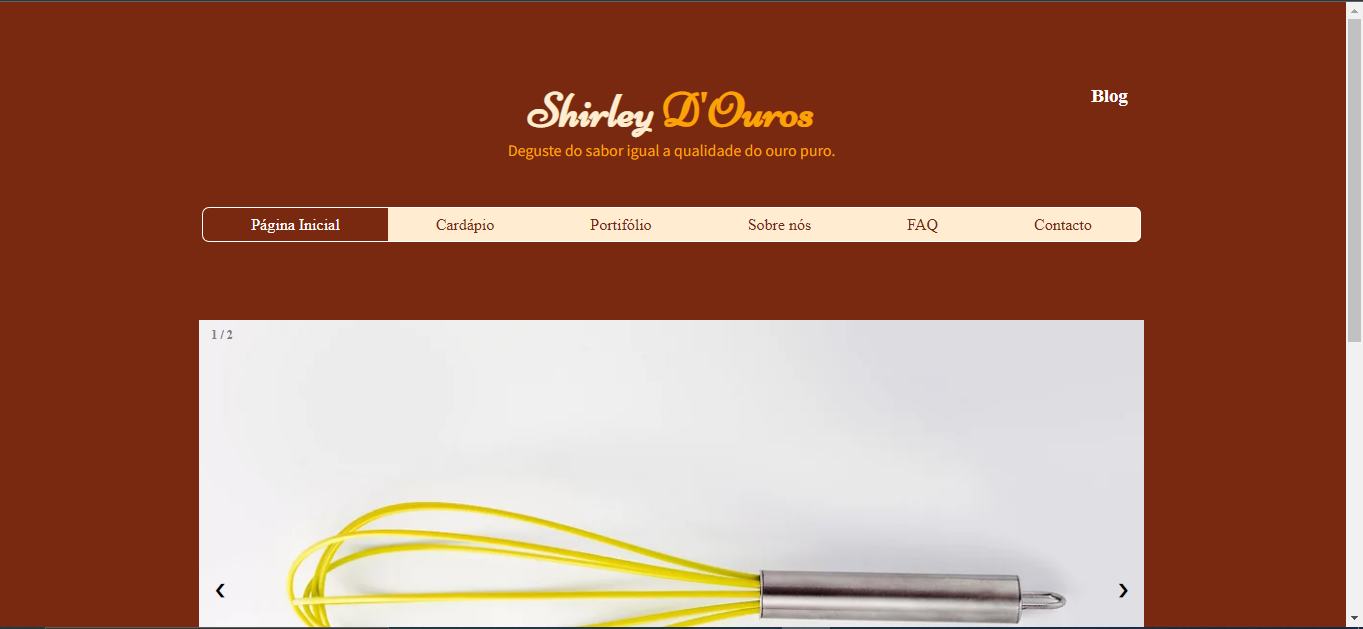 Shirley D'Ouros
Blog
Deguste do sabor igual a qualidade do ouro puro.
Página Inicial Cardápio Portifólio Sobre nós FAQ Contacto
1 / 2
❮ ❯